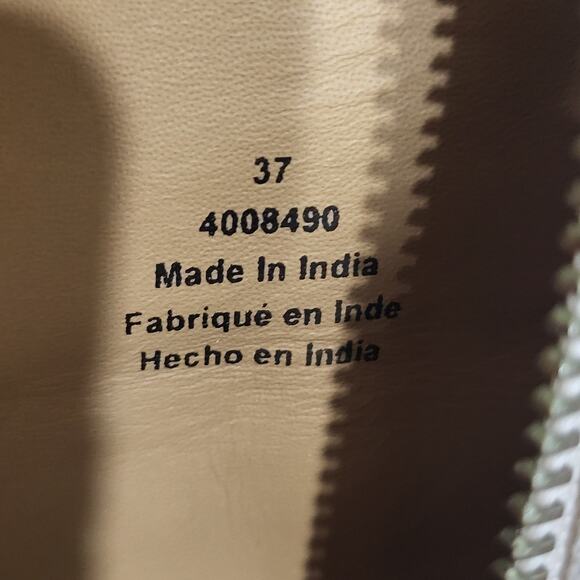 37
4008490
Made In India
Fabriqué en Inde
Hecho en India